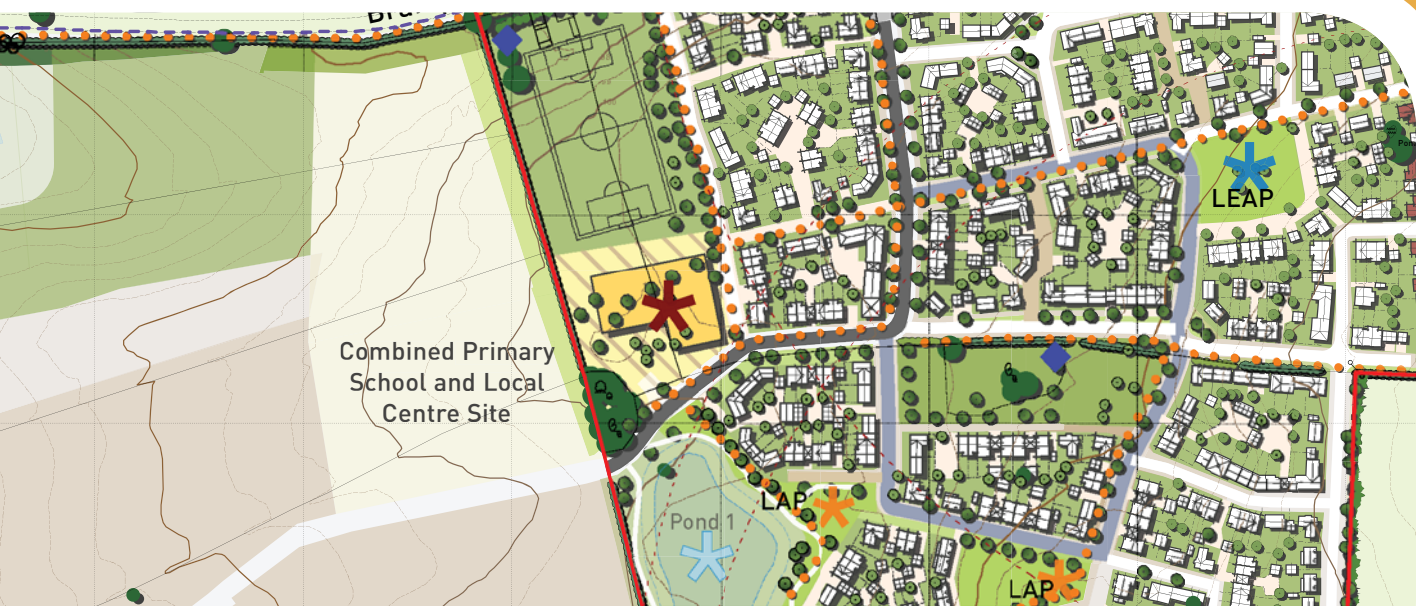 LEAP
Combined Primary
School and Local
Centre Site
LAP
Pond 1
LAP